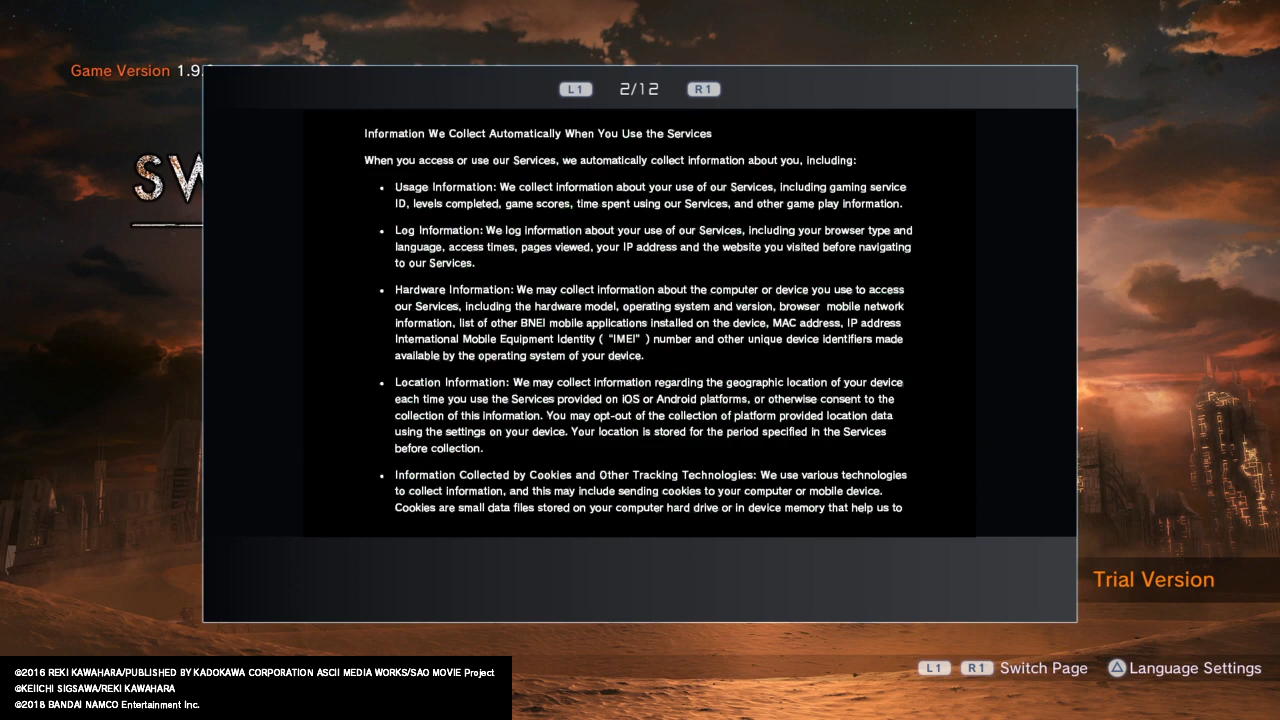 Game Version 1.9.
L1 2/12 R1
SW
Information We Collect Automatically When You Use the Services
When you access or use our Services, we automatically collect information about you, including:
• Usage Information: We collect information about your use of our Services, including gaming service
ID, levels completed, game scores, time spent using our Services, and other game play information.
• Log Information: We log information about your use of our Services, including your browser type and
language, access times, pages viewed, your IP address and the website you visited before navigating
to our Services.
• Hardware Information: We may collect information about the computer or device you use to access
our Services, including the hardware model, operating system and version, browser  mobile network
information, list of other BNEI mobile applications installed on the device, MAC address, IP address
International Mobile Equipment Identity ( "IMEI" ) number and other unique device identifiers made
available by the operating system of your device.
• Location Information: We may collect information regarding the geographic location of your device
each time you use the Services provided on iOS or Android platforms, or otherwise consent to the
collection of this information. You may opt-out of the collection of platform provided location data
using the settings on your device. Your location is stored for the period specified in the Services
before collection.
• Information Collected by Cookies and Other Tracking Technologies: We use various technologies
to collect information, and this may include sending cookies to your computer or mobile device.
Cookies are small data files stored on your computer hard drive or in device memory that help us to
Trial Version
L1 R1 Switch Page △ Language Settings
©2016 REKI KAWAHARA/PUBLISHED BY KADOKAWA CORPORATION ASCII MEDIA WORKS/SAO MOVIE Project
©KEIICHI SIGSAWA/REKI KAWAHARA
©2018 BANDAI NAMCO Entertainment Inc.